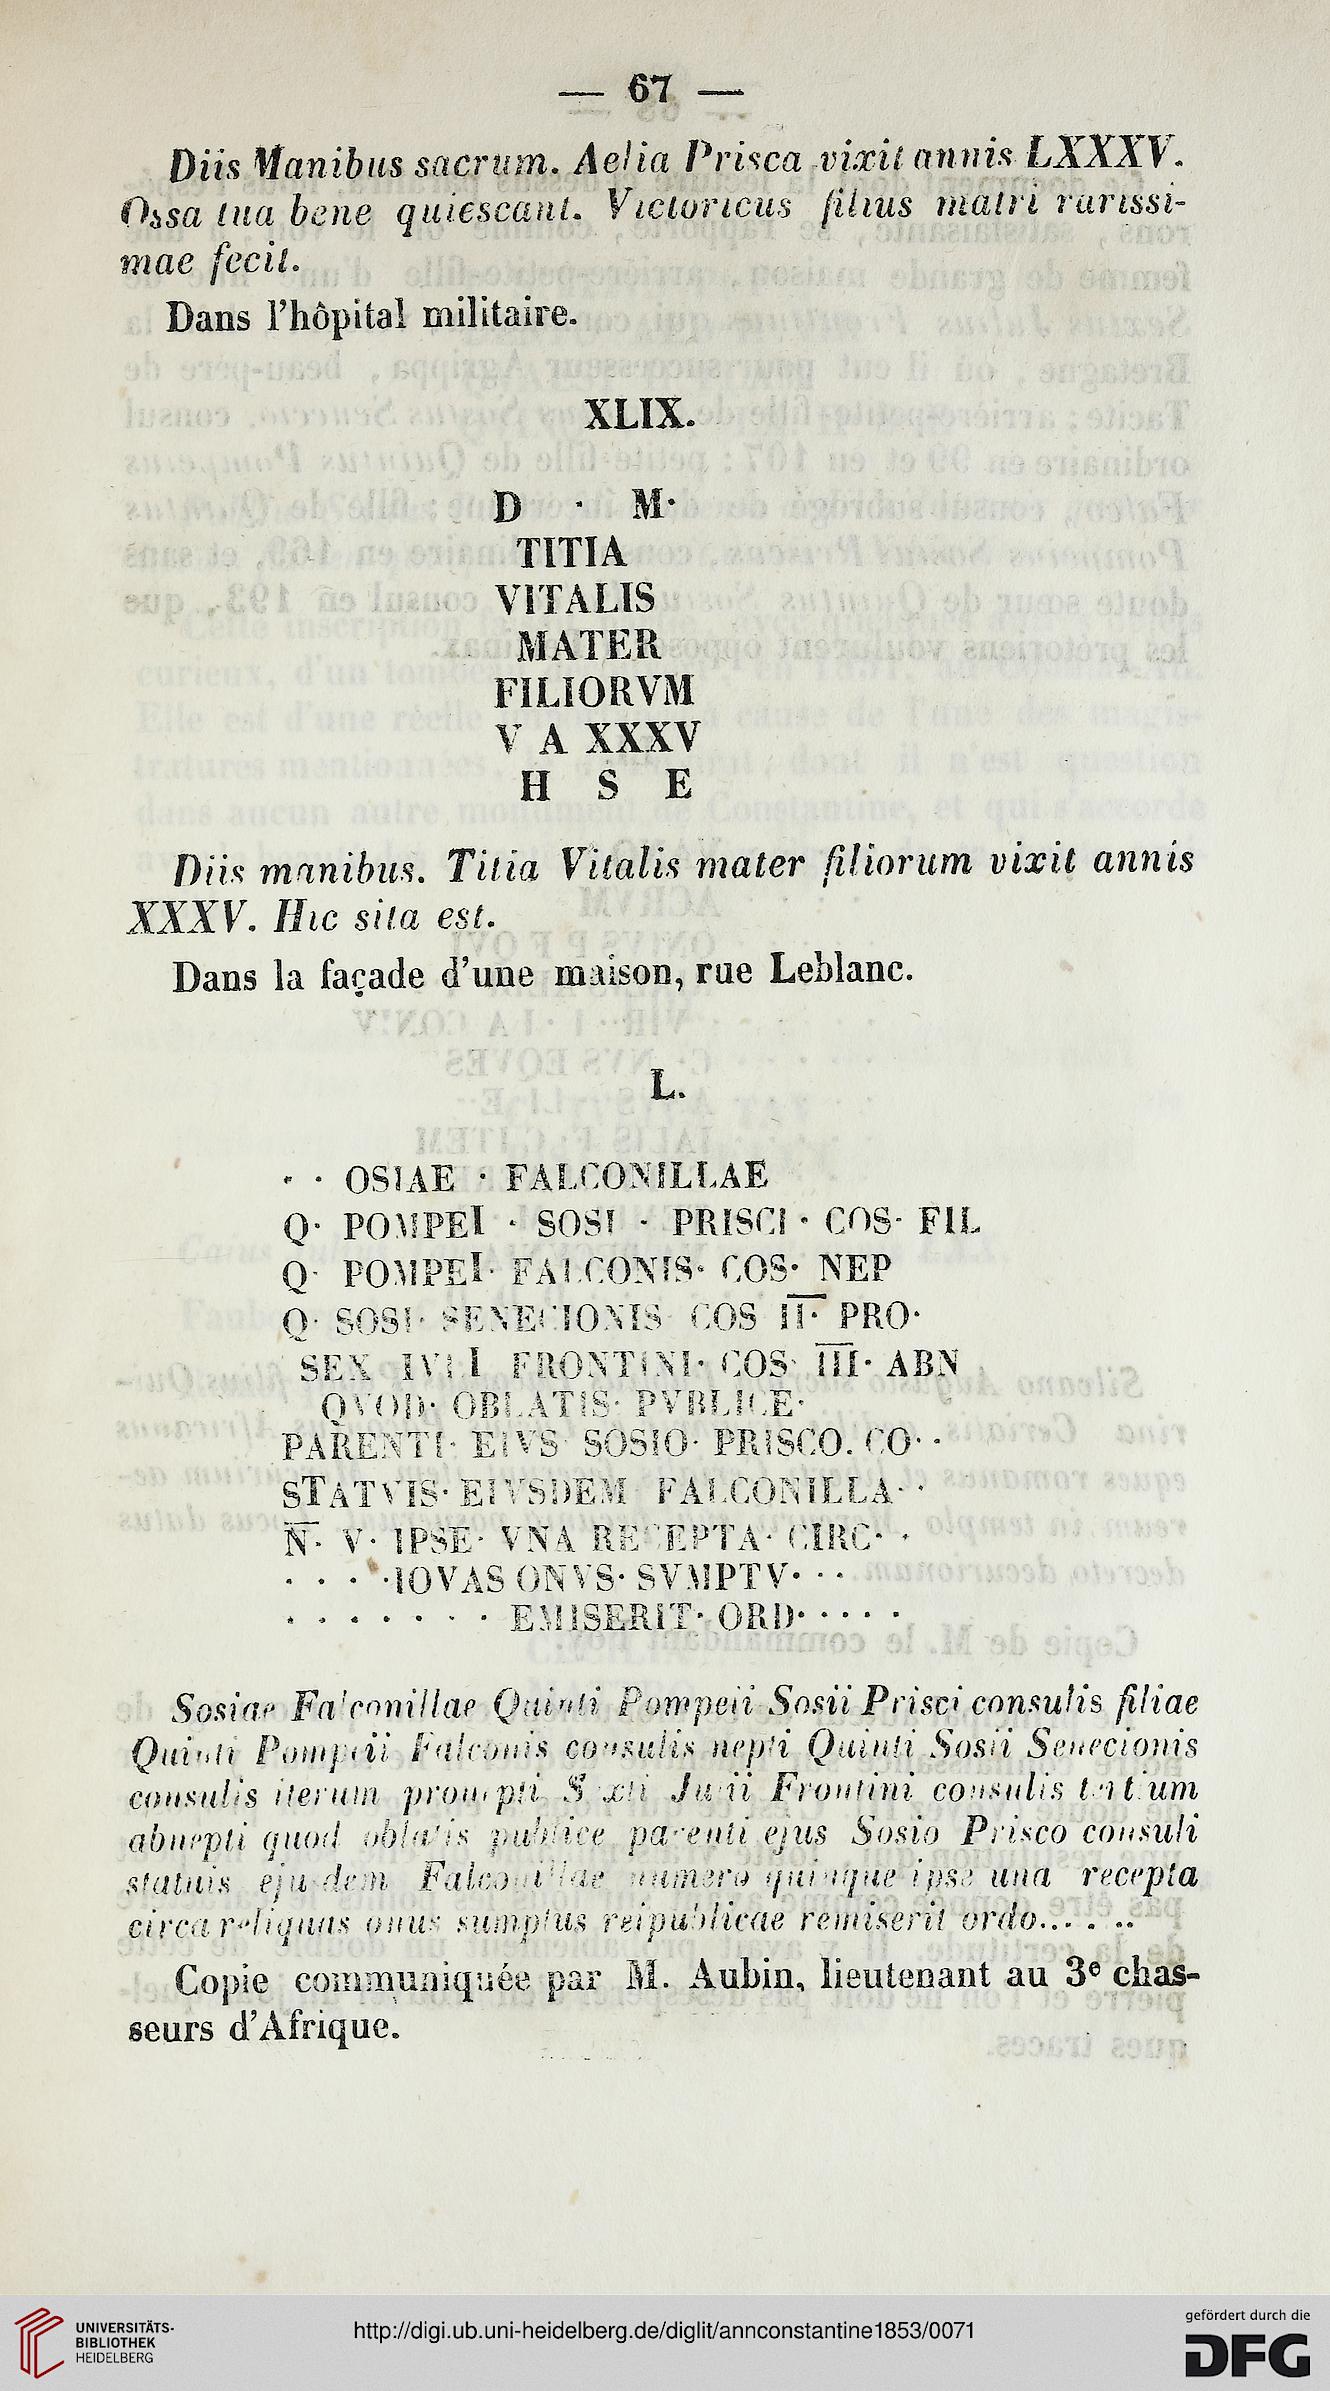 — 67 —
Diis Manibus sacrum. Aelia Prisca vixit annis LXXXV.
Ossa tua bene quiescant. Victoricus filius matri rarissi-
mae fecit.
Dans l'hôpital militaire.
XLIX.
D · M·
TITIA
VITALIS
MATER
FILIORVM
V A XXXV
H S E
Diis manibus. Titia Vitalis mater filiorum vixit annis
XXXV. Hic sita est.
Dans la façade d'une maison, rue Leblanc.
L.
· · OSIAE · FALCONILLAE
Q· POMPEI · SOSI · PRISCI · COS· FIL
Q· POMPEI· FALCONIS· COS· NEP
Q· SOSI· SENECIONIS COS II· PRO·
SEX IVLI FRONTINI· COS· III· ABN
QVOD· OBLATIS· PVBLICE·
PARENTI· EIVS SOSIO· PRISCO. CO· ·
STATVIS· EIVSDEM FALCONILLA· ·
N· V· IPSE· VNA RECEPTA· CIRC· ·
· · · ·IOVAS ONVS· SVMPTV· · ·
· · · · · · · EMISERIT· ORD· · · · ·
Sosiae Falconillae Quinti Pompeii Sosii Prisci consulis filiae
Quinti Pompeii Falconis consulis nepti Quinti Sosii Senecionis
consulis iterum pronepti Sexti Julii Frontini consulis tertium
abnepti quod oblatis publice parenti ejus Sosio Prisco consuli
statuis ejusdem Falconillae numero quinque ipse una recepta
circa reliquas onus sumptus reipublicae remiserit ordo... . ..
Copie communiquée par M. Aubin, lieutenant au 3e chas-
seurs d'Afrique.
UNIVERSITÄTS-
BIBLIOTHEK
HEIDELBERG
http://digi.ub.uni-heidelberg.de/diglit/annconstantine1853/0071
gefördert durch die
DFG